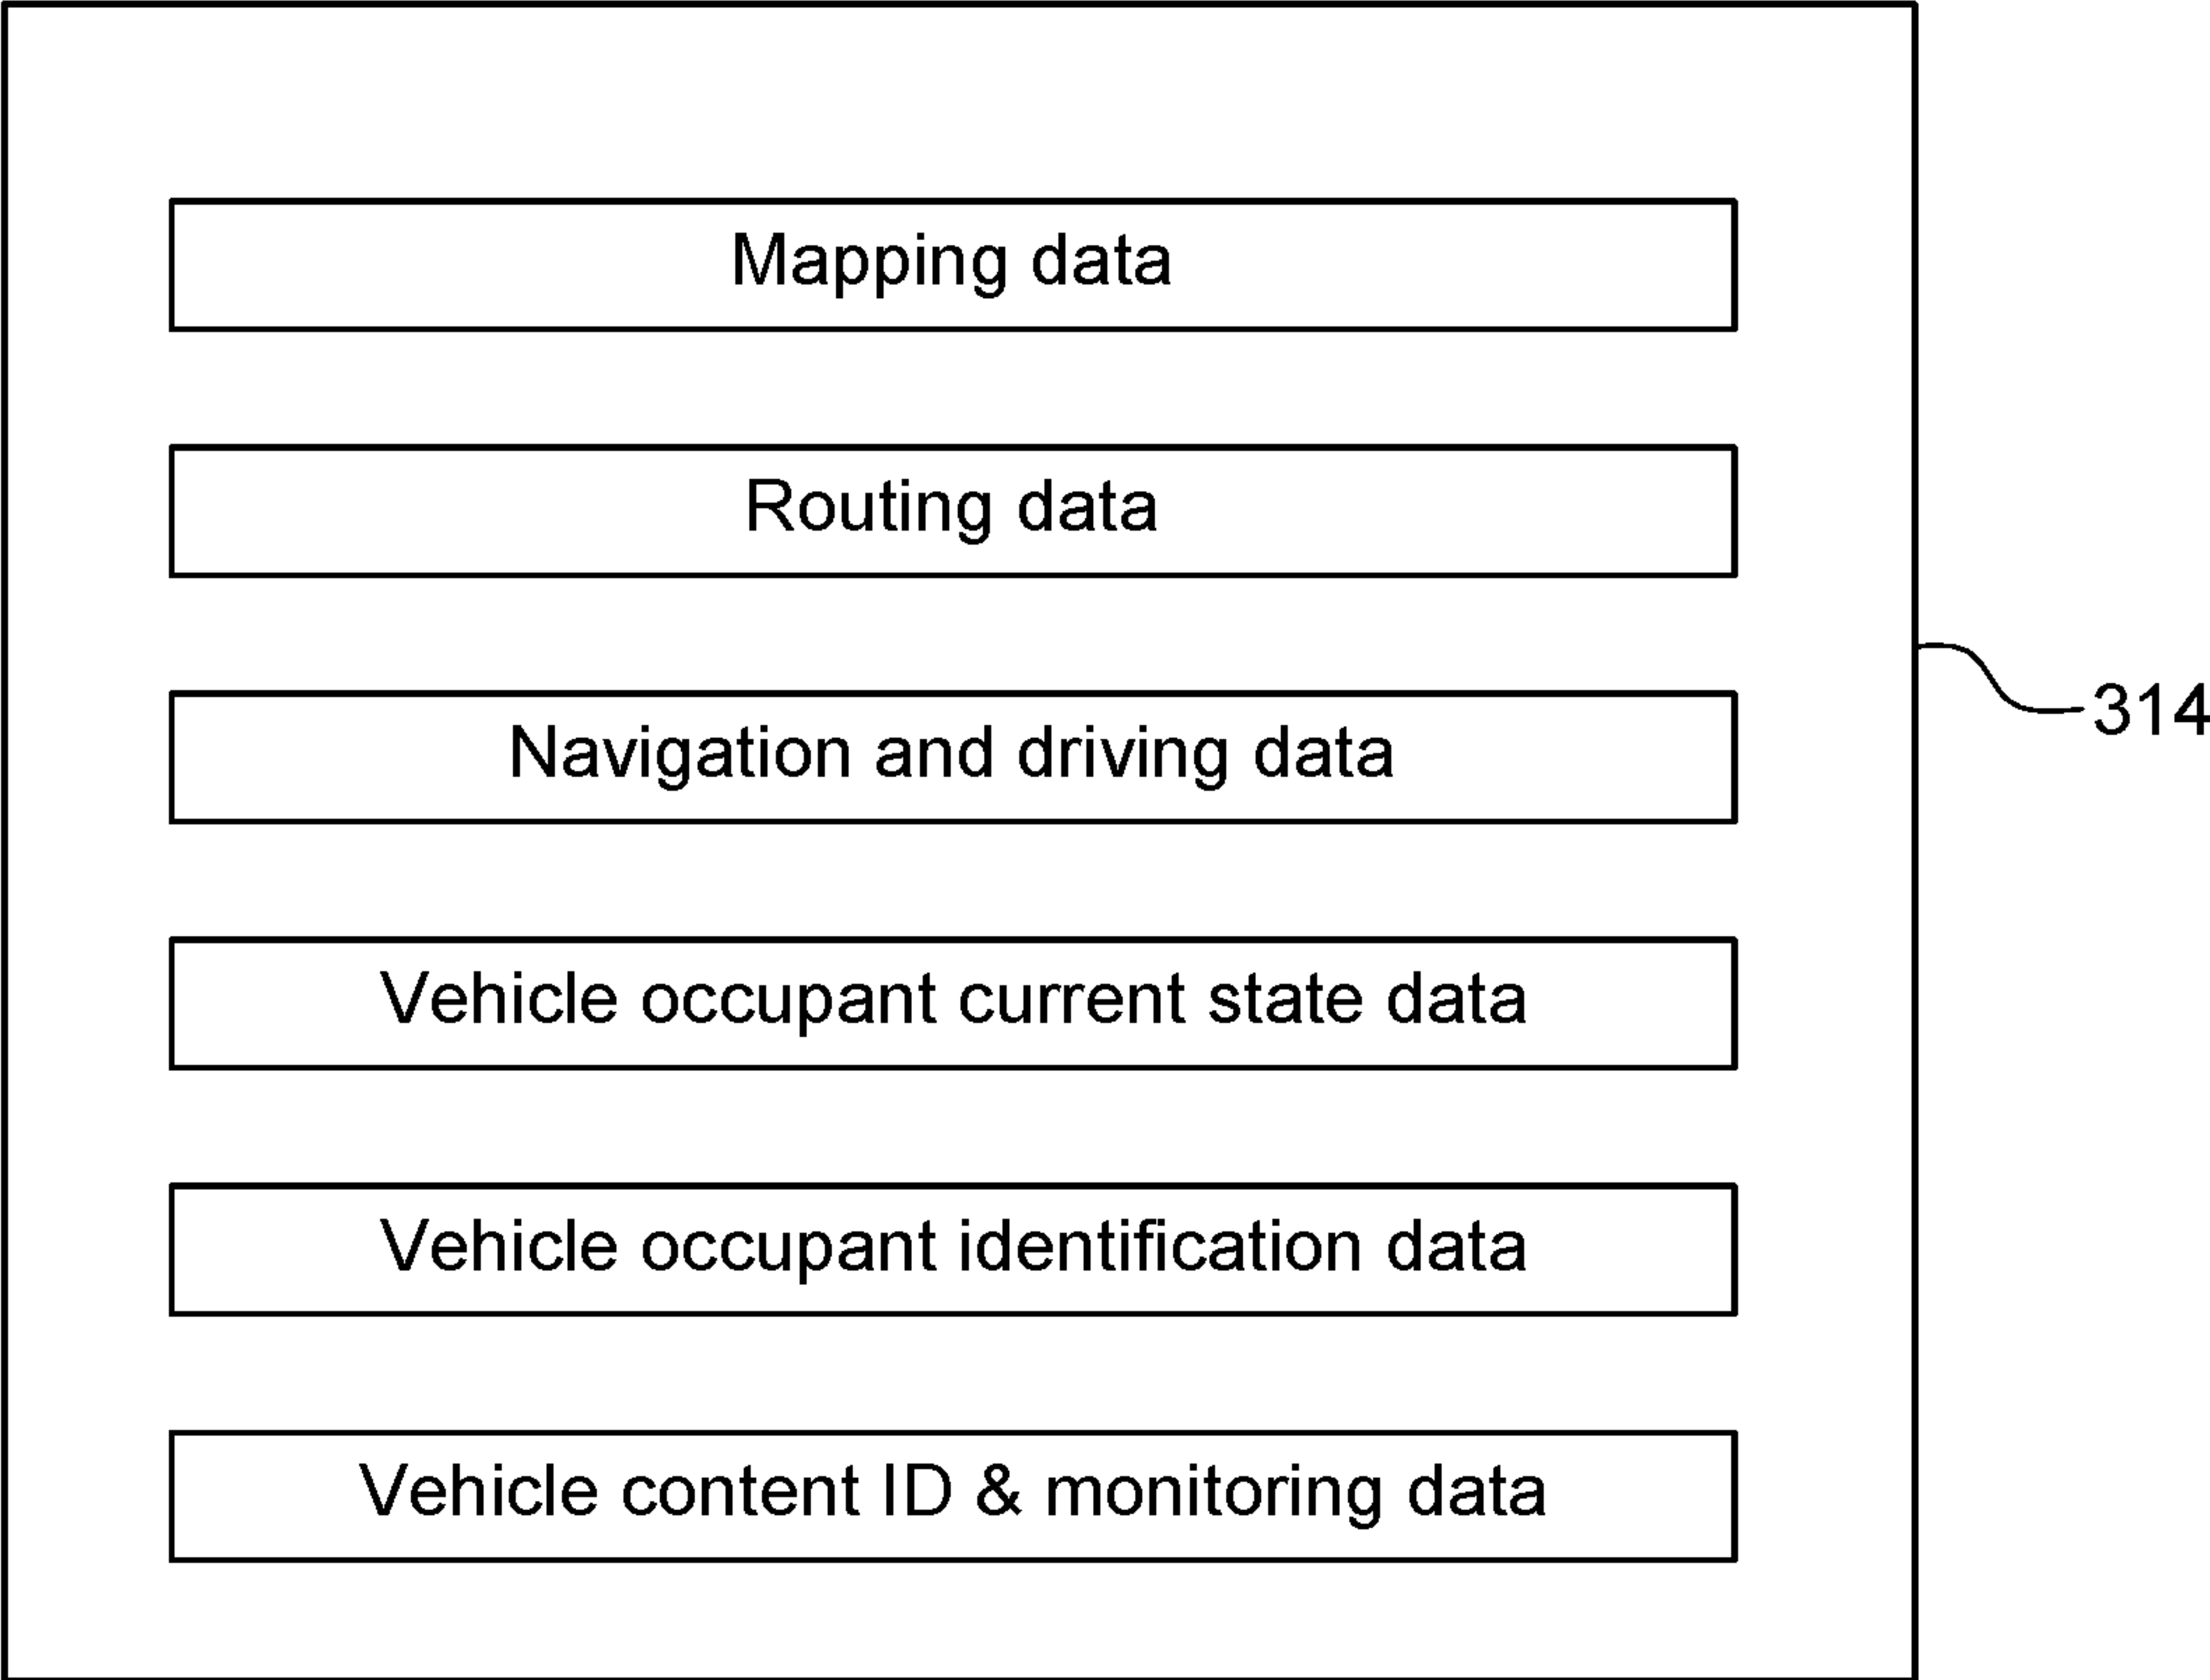 Mapping data
Routing data
Navigation and driving data
314
Vehicle occupant current state data
Vehicle occupant identification data
Vehicle content ID & monitoring data